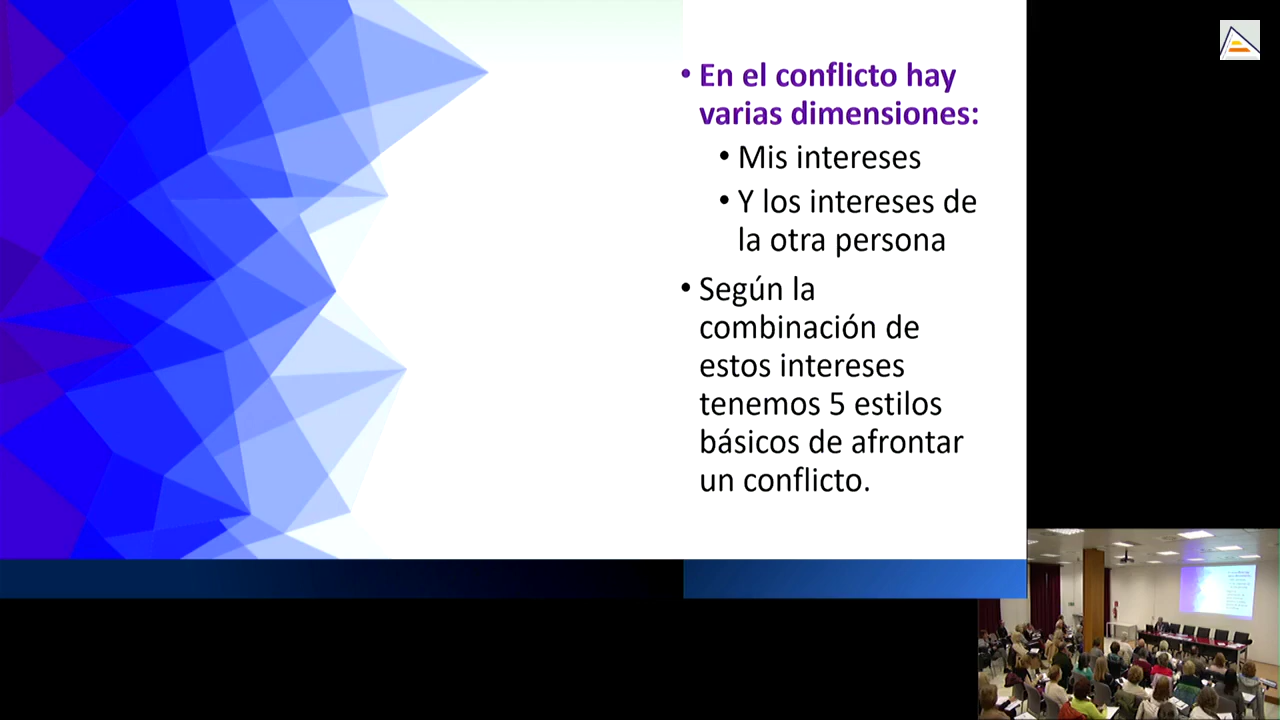 • En el conflicto hay
varias dimensiones:
• Mis intereses
• Y los intereses de
la otra persona
• Según la
combinación de
estos intereses
tenemos 5 estilos
básicos de afrontar
un conflicto.